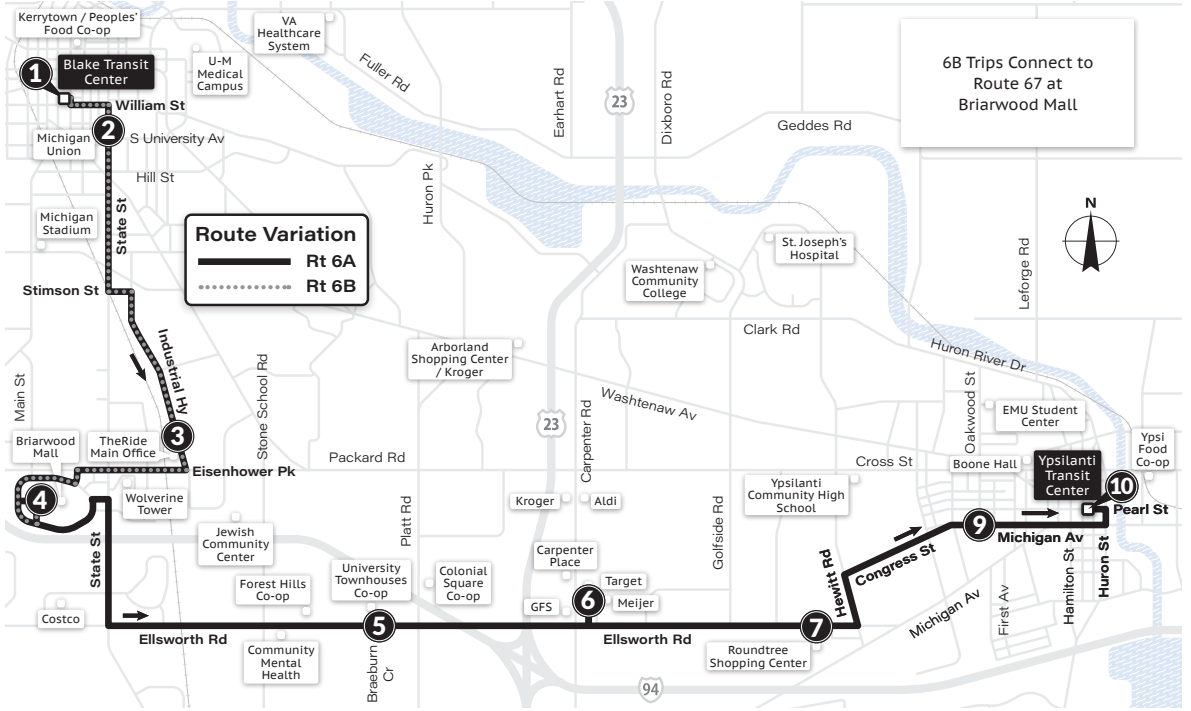 Kerrytown / Peoples'
Food Co-op
VA
Healthcare
System
1
Blake Transit
Center
U-M
Medical
Campus
Fuller Rd
Earhart Rd
23
Dixboro Rd
Geddes Rd
6B Trips Connect to
Route 67 at
Briarwood Mall
William St
Michigan
Union
2
S University Av
Hill St
Huron Pk
Michigan
Stadium
State St
Route Variation
Rt 6A
Rt 6B
St. Joseph's
Hospital
Washtenaw
Community
College
N
Leforge Rd
Stimson St
Industrial Hy
Clark Rd
Huron River Dr
Arborland
Shopping Center
/ Kroger
Main St
Stone School Rd
23
Carpenter Rd
Washtenaw Av
Oakwood St
EMU Student
Center
Briarwood
Mall
TheRide
Main Office
3
Eisenhower Pk
Packard Rd
Cross St
Boone Hall
Ypsilanti
Transit
Center
Ypsi
Food
Co-op
10
Pearl St
4
Wolverine
Tower
Kroger
Aldi
Ypsilanti
Community High
School
Platt Rd
Golfside Rd
9
Michigan Av
State St
Jewish
Community
Center
Forest Hills
Co-op
University
Townhouses
Co-op
Colonial
Square
Co-op
Carpenter
Place
Target
GFS
6
Meijer
Hewitt Rd
Congress St
Michigan Av
First Av
Hamilton St
Huron St
Costco
Ellsworth Rd
5
Ellsworth Rd
7
Community
Mental
Health
Braeburn
Cr
Roundtree
Shopping Center
94